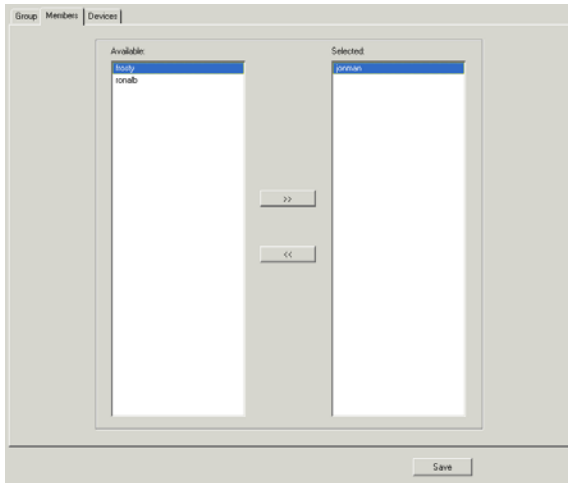 Group Members Devices
Available: Selected:
frosty jonman
ronalb
>>
<<
Save